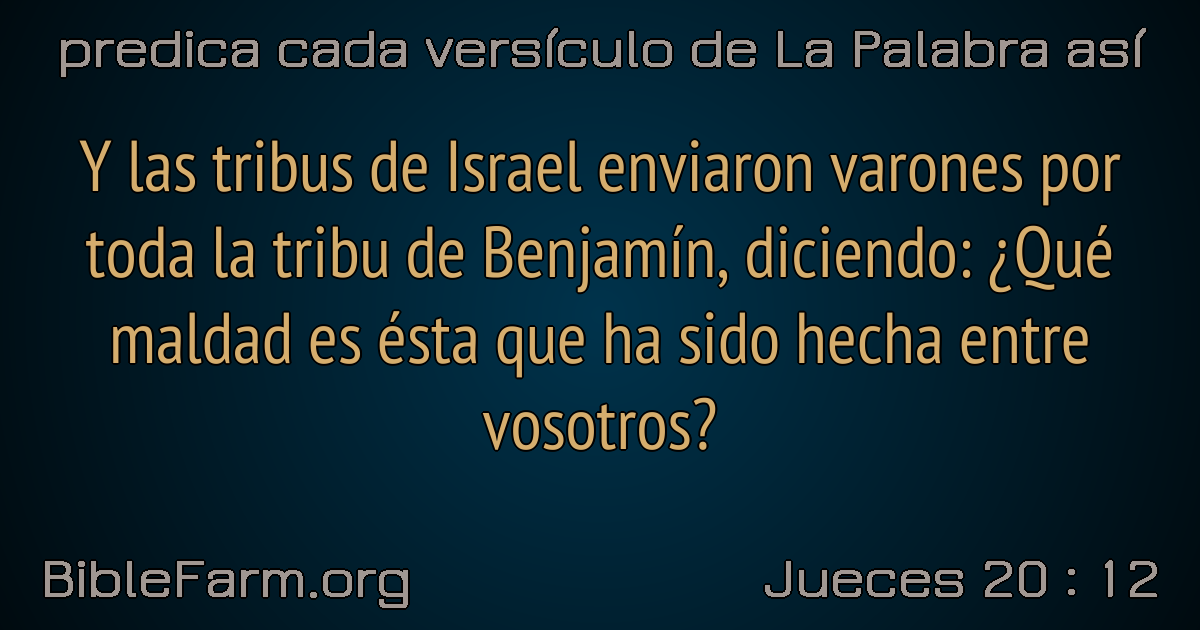 predica cada versículo de La Palabra así
Y las tribus de Israel enviaron varones por
toda la tribu de Benjamín, diciendo: ¿Qué
maldad es ésta que ha sido hecha entre
vosotros?
BibleFarm.org
Jueces 20 : 12